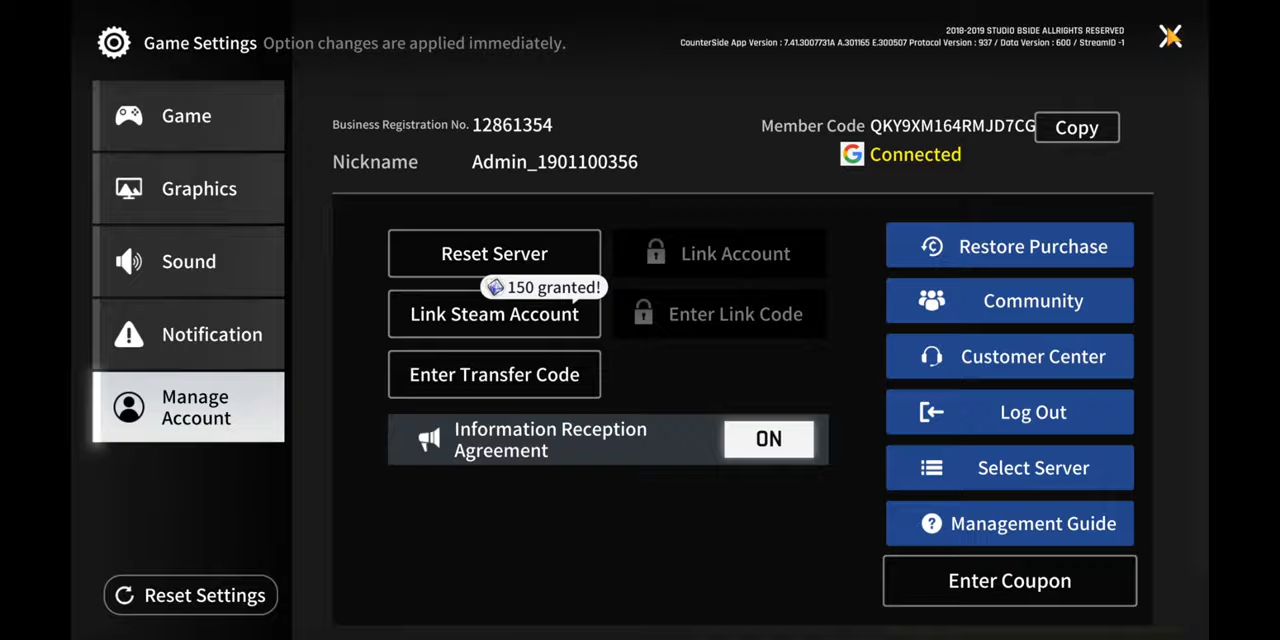 Game Settings Option changes are applied immediately.
2018-2019 STUDIO BSIDE ALLRIGHTS RESERVED
CounterSide App Version : 7.41.3007731A A.301165 E.300507 Protocol Version : 937 / Data Version : 600 / StreamID -1
Game
Graphics
Sound
Notification
Manage
Account
Reset Settings
Business Registration No. 12861354
Nickname Admin_1901100356
Member Code QKY9XM164RMJD7CG Copy
Connected
Reset Server
Link Account
150 granted!
Link Steam Account
Enter Link Code
Enter Transfer Code
Information Reception
Agreement
ON
Restore Purchase
Community
Customer Center
Log Out
Select Server
Management Guide
Enter Coupon